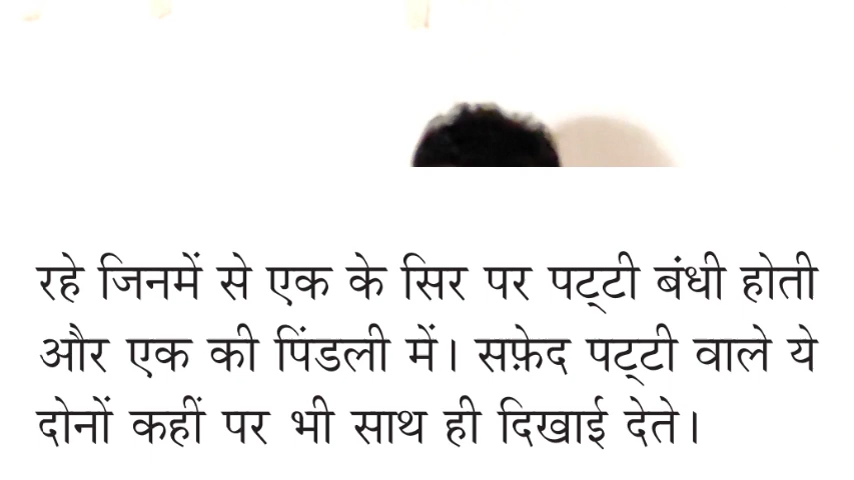 रहे जिनमें से एक के सिर पर पट्‌टी बंधी होती
और एक की पिंडली में। सफ़ेद पट्‌टी वाले ये
दोनों कहीं पर भी साथ ही दिखाई देते।